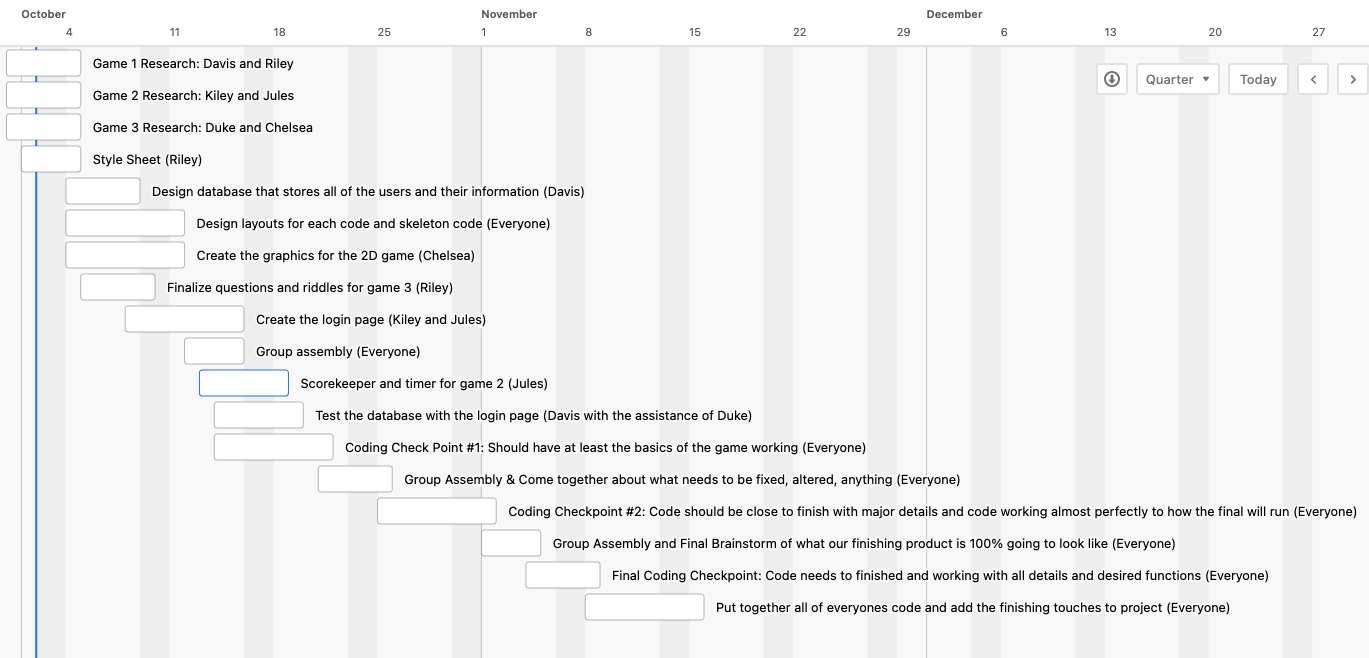 October November December
4 11 18 25 1 8 15 22 29 6 13 20 27
Game 1 Research: Davis and Riley
Quarter Today
Game 2 Research: Kiley and Jules
Game 3 Research: Duke and Chelsea
Style Sheet (Riley)
Design database that stores all of the users and their information (Davis)
Design layouts for each code and skeleton code (Everyone)
Create the graphics for the 2D game (Chelsea)
Finalize questions and riddles for game 3 (Riley)
Create the login page (Kiley and Jules)
Group assembly (Everyone)
Scorekeeper and timer for game 2 (Jules)
Test the database with the login page (Davis with the assistance of Duke)
Coding Check Point #1: Should have at least the basics of the game working (Everyone)
Group Assembly & Come together about what needs to be fixed, altered, anything (Everyone)
Coding Checkpoint #2: Code should be close to finish with major details and code working almost perfectly to how the final will run (Everyone)
Group Assembly and Final Brainstorm of what our finishing product is 100% going to look like (Everyone)
Final Coding Checkpoint: Code needs to finished and working with all details and desired functions (Everyone)
Put together all of everyones code and add the finishing touches to project (Everyone)